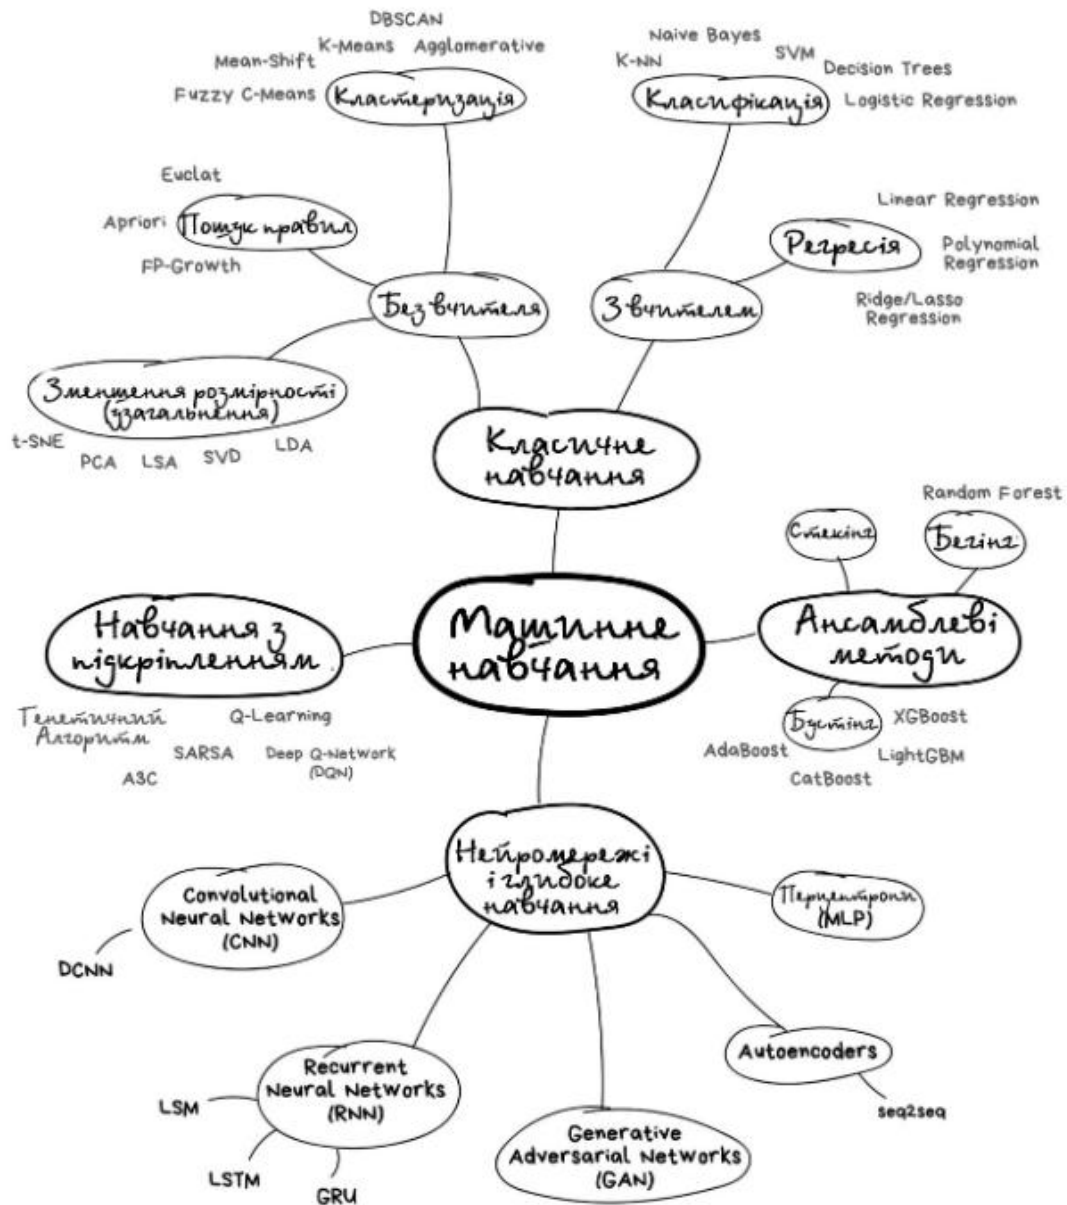 DBSCAN
K-Means
Agglomerative
Mean-Shift
Fuzzy C-Means
Кластеризація
Naive Bayes
K-NN
SVM
Decision Trees
Класифікація
Logistic Regression
Euclat
Apriori
Пошук правил
FP-Growth
Linear Regression
Регресія
Polynomial
Regression
Ridge/Lasso
Regression
Без вчителя
З вчителем
Зменшення розмірності
(узагальнення)
t-SNE
PCA
LSA
SVD
LDA
Класичне
навчання
Random Forest
Стекінг
Бегінг
Навчання з
підкріпленням
Машинне
навчання
Ансамблеві
методи
Генетичний
Алгоритм
Q-Learning
SARSA
Deep Q-Network
(DQN)
A3C
Бустінг
XGBoost
AdaBoost
LightGBM
CatBoost
Нейромережі
і глибоке
навчання
Convolutional
Neural Networks
(CNN)
DCNN
Перцентрони
(MLP)
Autoencoders
seq2seq
Recurrent
Neural Networks
(RNN)
LSM
LSTM
GRU
Generative
Adversarial Networks
(GAN)